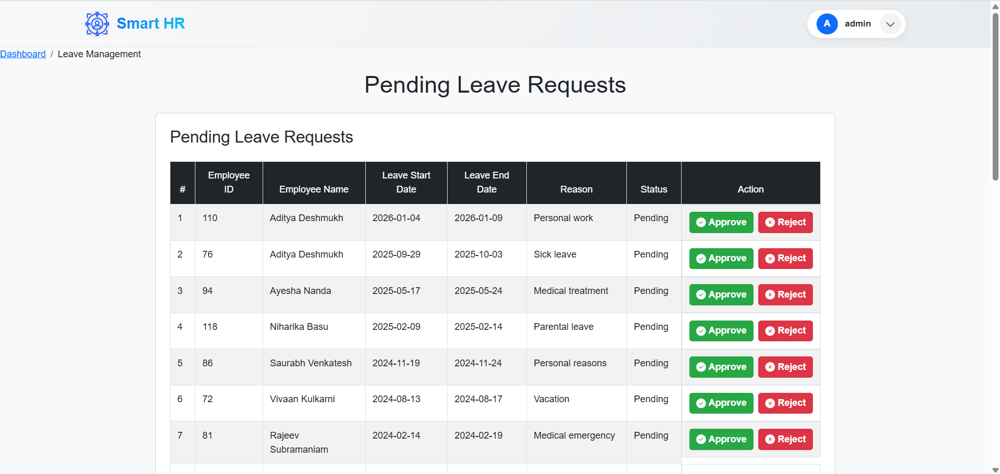 Smart HR
A admin
Dashboard / Leave Management
Pending Leave Requests
Pending Leave Requests
# Employee ID Employee Name Leave Start Date Leave End Date Reason Status Action
1 110 Aditya Deshmukh 2026-01-04 2026-01-09 Personal work Pending Approve Reject
2 76 Aditya Deshmukh 2025-09-29 2025-10-03 Sick leave Pending Approve Reject
3 94 Ayesha Nanda 2025-05-17 2025-05-24 Medical treatment Pending Approve Reject
4 118 Niharika Basu 2025-02-09 2025-02-14 Parental leave Pending Approve Reject
5 86 Saurabh Venkatesh 2024-11-19 2024-11-24 Personal reasons Pending Approve Reject
6 72 Vivaan Kulkarni 2024-08-13 2024-08-17 Vacation Pending Approve Reject
7 81 Rajeev Subramaniam 2024-02-14 2024-02-19 Medical emergency Pending Approve Reject